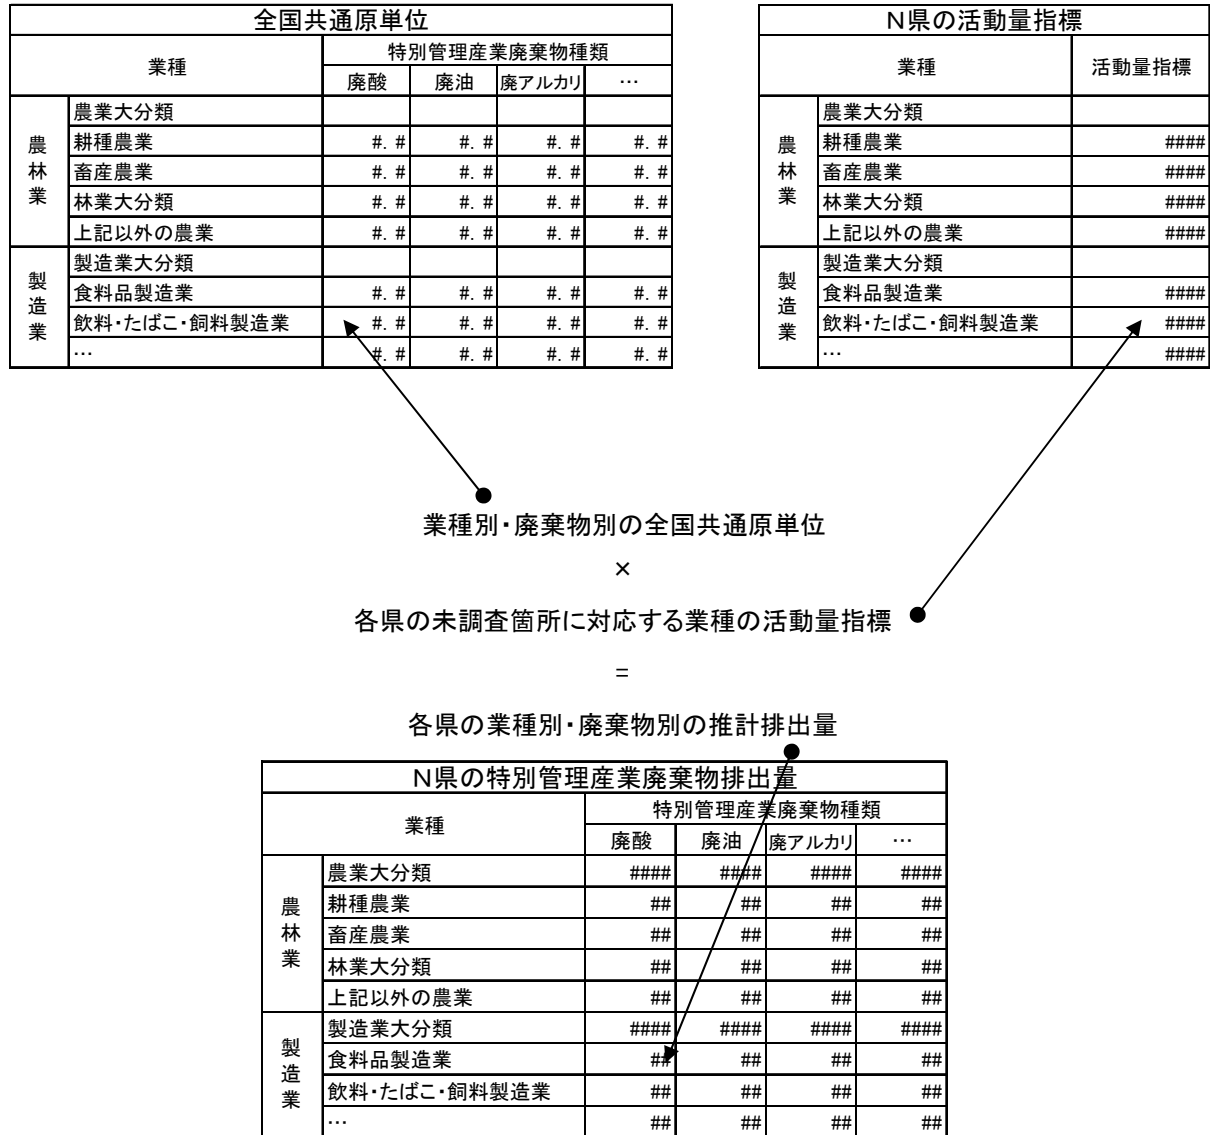 全国共通原単位
業種 特別管理産業廃棄物種類
廃酸 廃油 廃アルカリ …
農林業 農業大分類
耕種農業 #.# #.# #.# #.#
畜産農業 #.# #.# #.# #.#
林業大分類 #.# #.# #.# #.#
上記以外の農業 #.# #.# #.# #.#
製造業 製造業大分類
食料品製造業 #.# #.# #.# #.#
飲料・たばこ・飼料製造業 #.# #.# #.# #.#
… #.# #.# #.# #.#
N県の活動量指標
業種 活動量指標
農林業 農業大分類
耕種農業 ####
畜産農業 ####
林業大分類 ####
上記以外の農業 ####
製造業 製造業大分類
食料品製造業 ####
飲料・たばこ・飼料製造業 ####
… ####
業種別・廃棄物別の全国共通原単位
×
各県の未調査箇所に対応する業種の活動量指標
=
各県の業種別・廃棄物別の推計排出量
N県の特別管理産業廃棄物排出量
業種 特別管理産業廃棄物種類
廃酸 廃油 廃アルカリ …
農林業 農業大分類 #### #### #### ####
耕種農業 ## ## ## ##
畜産農業 ## ## ## ##
林業大分類 ## ## ## ##
上記以外の農業 ## ## ## ##
製造業 製造業大分類 #### #### #### ####
食料品製造業 ## ## ## ##
飲料・たばこ・飼料製造業 ## ## ## ##
… ## ## ## ##